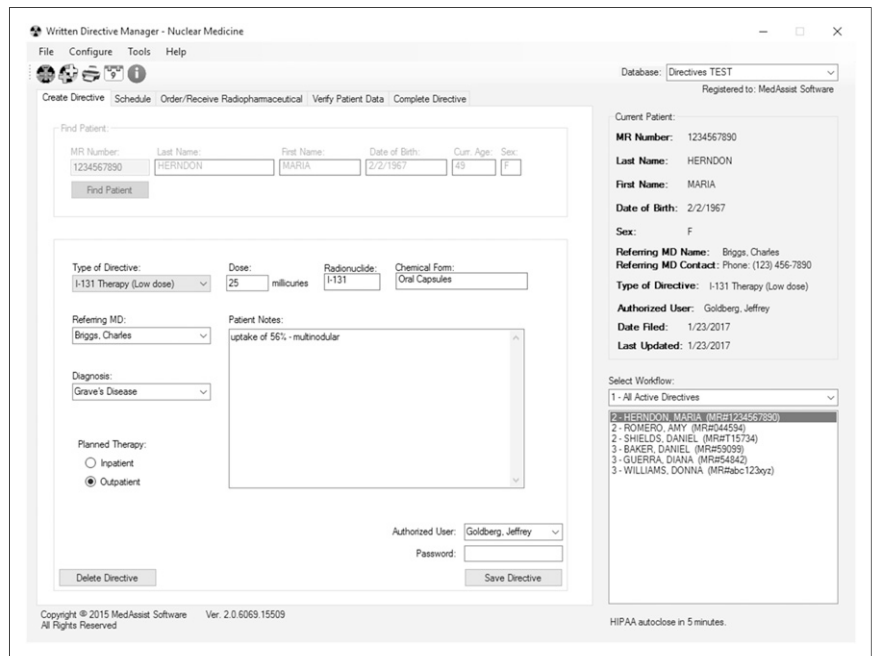 Written Directive Manager - Nuclear Medicine
File Configure Tools Help
Database: Directives TEST
Registered to: MedAssist Software
Create Directive Schedule Order/Receive Radiopharmaceutical Verify Patient Data Complete Directive
Find Patient:
MR Number: Last Name: First Name: Date of Birth: Curr. Age: Sex:
1234567890 HERNDON MARIA 2/2/1967 49 F
Find Patient
Type of Directive: Dose: Radionuclide: Chemical Form:
I-131 Therapy (Low dose) 25 millicuries I-131 Oral Capsules
Referring MD: Patient Notes:
Briggs, Charles uptake of 56% - multinodular
Diagnosis:
Grave's Disease
Planned Therapy:
Inpatient
Outpatient
Authorized User: Goldberg, Jeffrey
Password:
Delete Directive Save Directive
Current Patient:
MR Number: 1234567890
Last Name: HERNDON
First Name: MARIA
Date of Birth: 2/2/1967
Sex: F
Referring MD Name: Briggs, Charles
Referring MD Contact: Phone: (123) 456-7890
Type of Directive: I-131 Therapy (Low dose)
Authorized User: Goldberg, Jeffrey
Date Filed: 1/23/2017
Last Updated: 1/23/2017
Select Workflow:
1 - All Active Directives
2 - HERNDON, MARIA (MR#1234567890)
2 - ROMERO, AMY (MR#044594)
2 - SHIELDS, DANIEL (MR#T15734)
3 - BAKER, DANIEL (MR#59099)
3 - GUERRA, DIANA (MR#54842)
3 - WILLIAMS, DONNA (MR#abc123xyz)
Copyright © 2015 MedAssist Software Ver. 2.0.6069.15509
All Rights Reserved
HIPAA autoclose in 5 minutes.